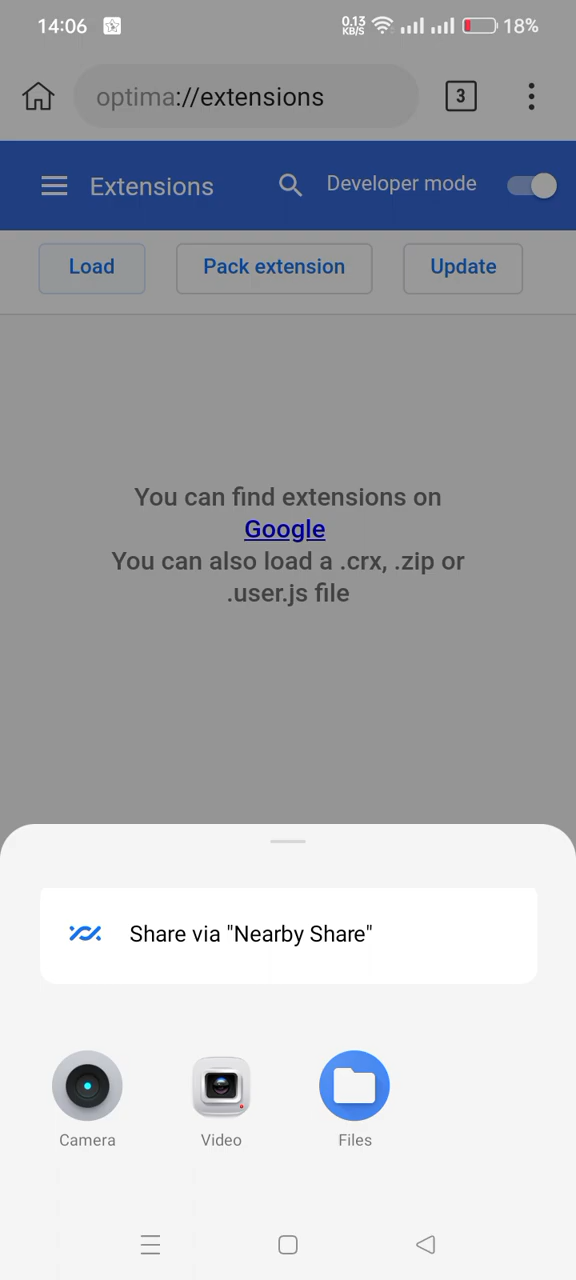 14:06
0.13
KB/S
18%
optima://extensions
3
Extensions
Developer mode
Load
Pack extension
Update
You can find extensions on
Google
You can also load a .crx, .zip or
.user.js file
Share via "Nearby Share"
Camera
Video
Files